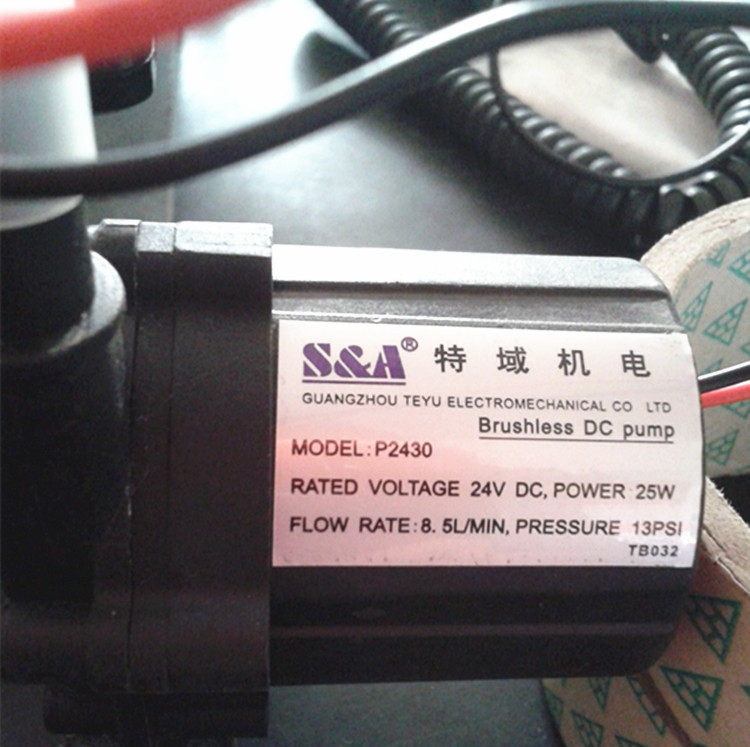 S&A® 特域机电
GUANGZHOU TEYU ELECTROMECHANICAL CO LTD
Brushless DC pump
MODEL:P2430
RATED VOLTAGE 24V DC, POWER 25W
FLOW RATE:8.5L/MIN, PRESSURE 13PSI
TB032